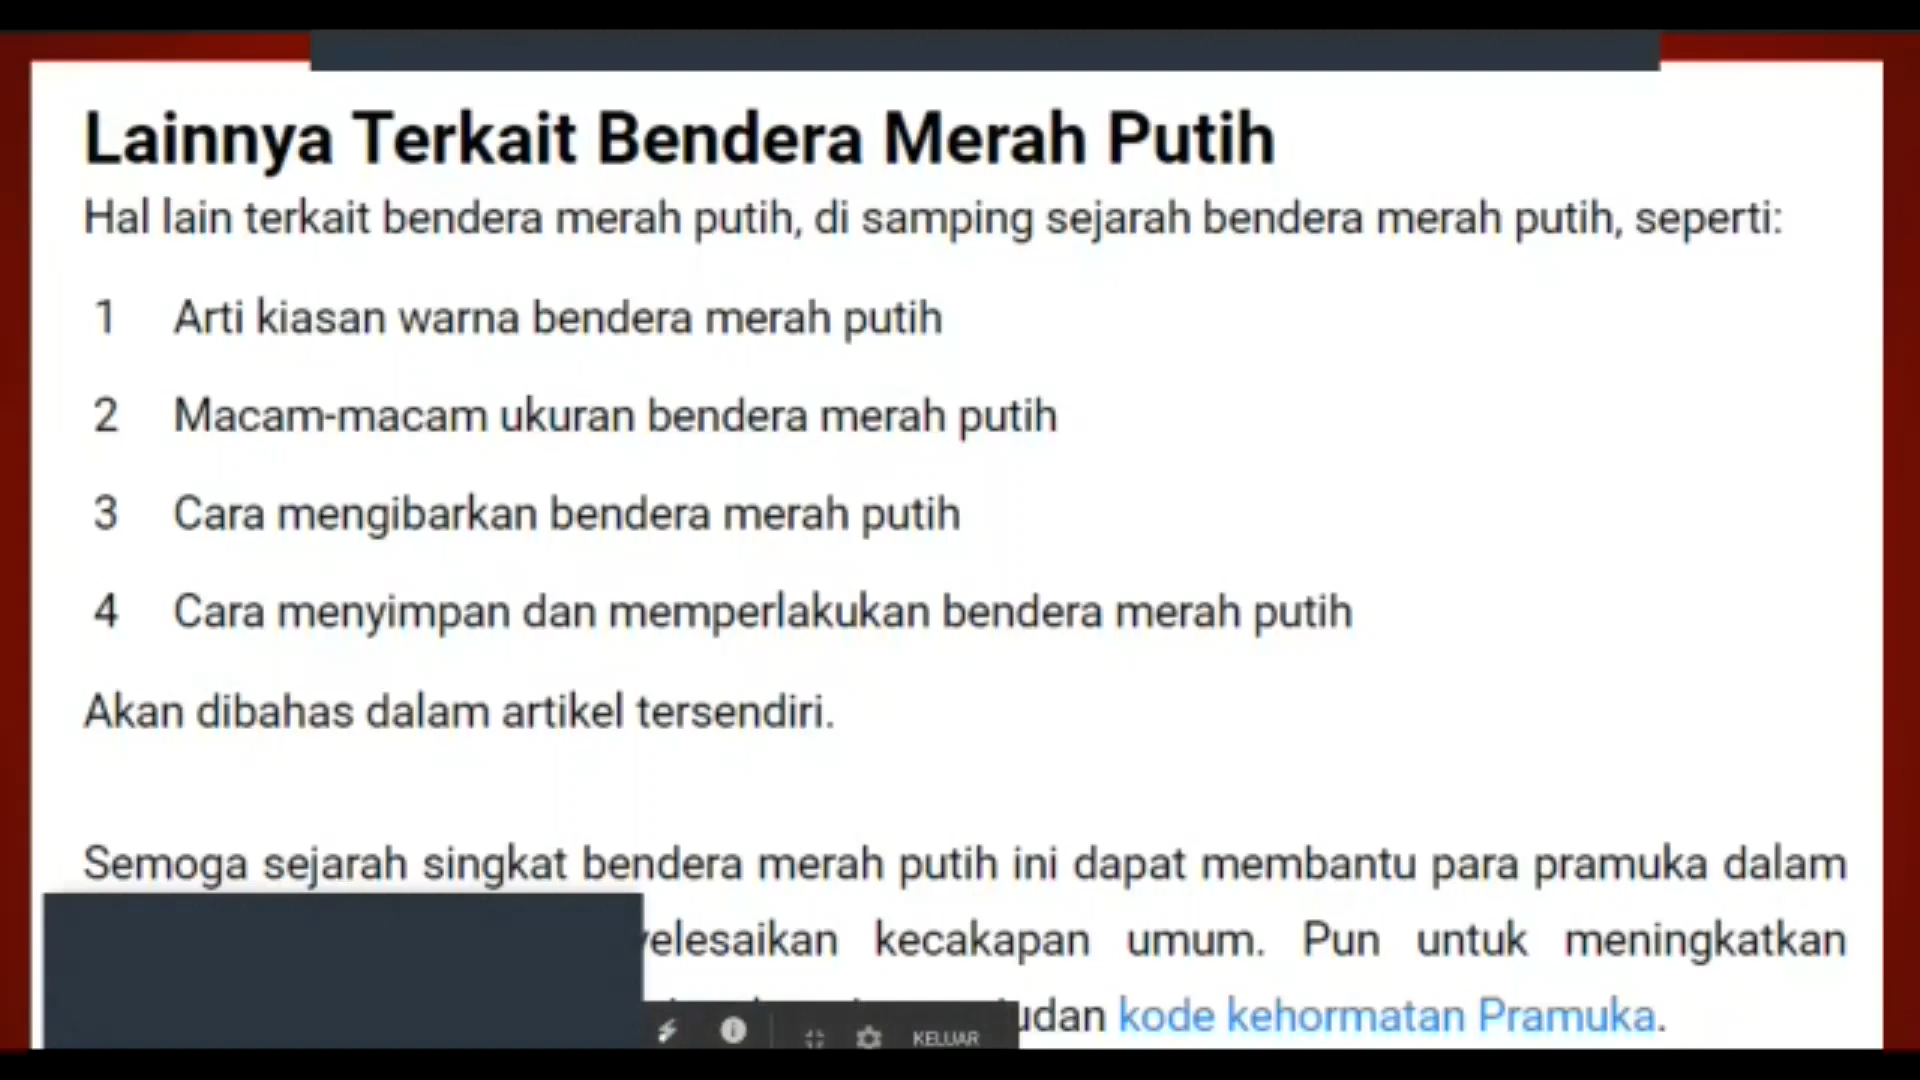 Lainnya Terkait Bendera Merah Putih
Hal lain terkait bendera merah putih, di samping sejarah bendera merah putih, seperti:
1 Arti kiasan warna bendera merah putih
2 Macam-macam ukuran bendera merah putih
3 Cara mengibarkan bendera merah putih
4 Cara menyimpan dan memperlakukan bendera merah putih
Akan dibahas dalam artikel tersendiri.
Semoga sejarah singkat bendera merah putih ini dapat membantu para pramuka dalam
kecakapan umum. Pun untuk meningkatkan
kode kehormatan Pramuka.
KELUAR